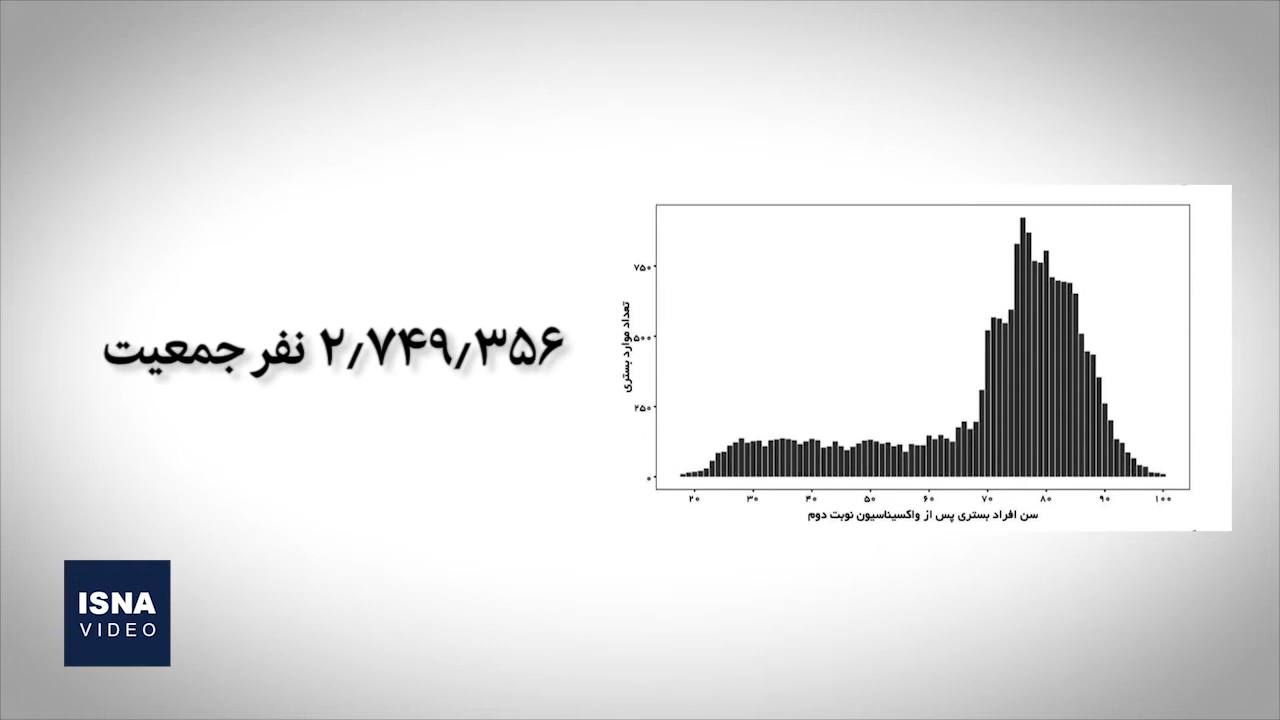 ۲٫۷۴۹٫۳۵۶ نفر جمعیت
تعداد موارد بستری
۷۵۰
۵۰۰
۲۵۰
۰
۲۰ ۳۰ ۴۰ ۵۰ ۶۰ ۷۰ ۸۰ ۹۰ ۱۰۰
سن افراد بستری پس از واکسیناسیون نوبت دوم
ISNA
VIDEO